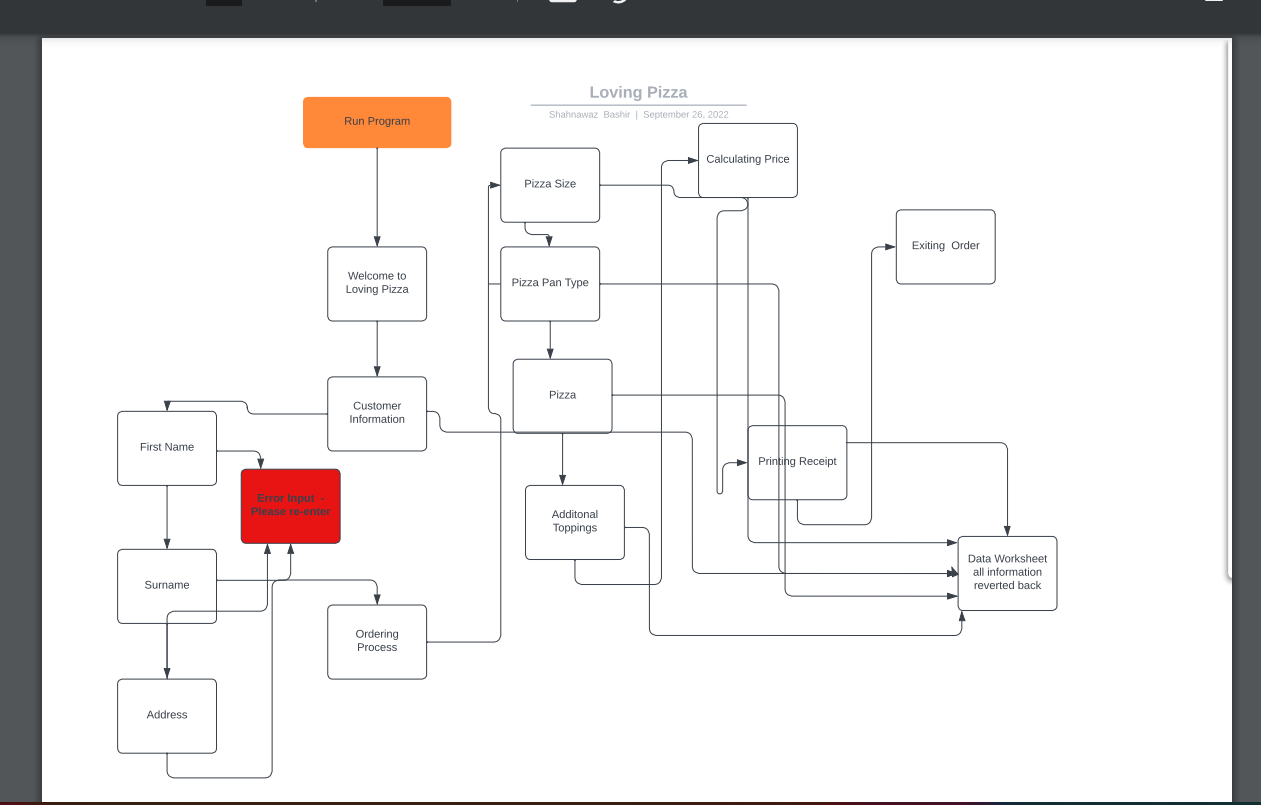 Loving Pizza
Shahnawaz Bashir | September 26, 2022
Run Program
Welcome to
Loving Pizza
Customer
Information
First Name
Error Input -
Please re-enter
Surname
Address
Ordering
Process
Pizza Size
Pizza Pan Type
Pizza
Additonal
Toppings
Calculating Price
Printing Receipt
Exiting Order
Data Worksheet
all information
reverted back